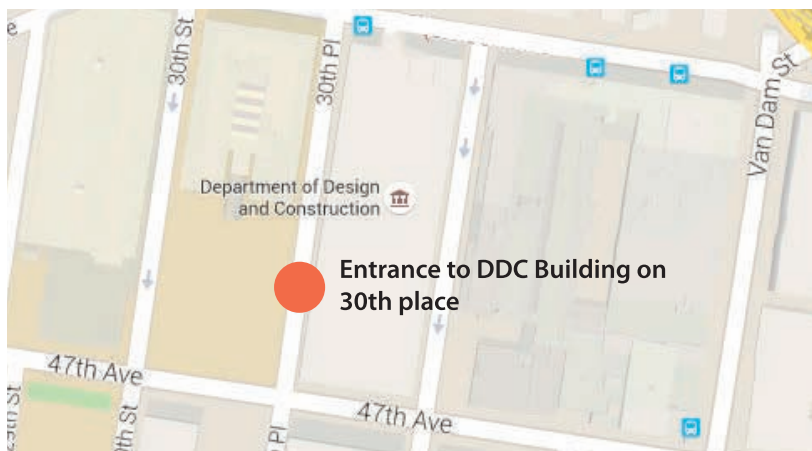 30th St
30th Pl
Van Dam St
Department of Design
and Construction
Entrance to DDC Building on
30th place
47th Ave
47th Ave